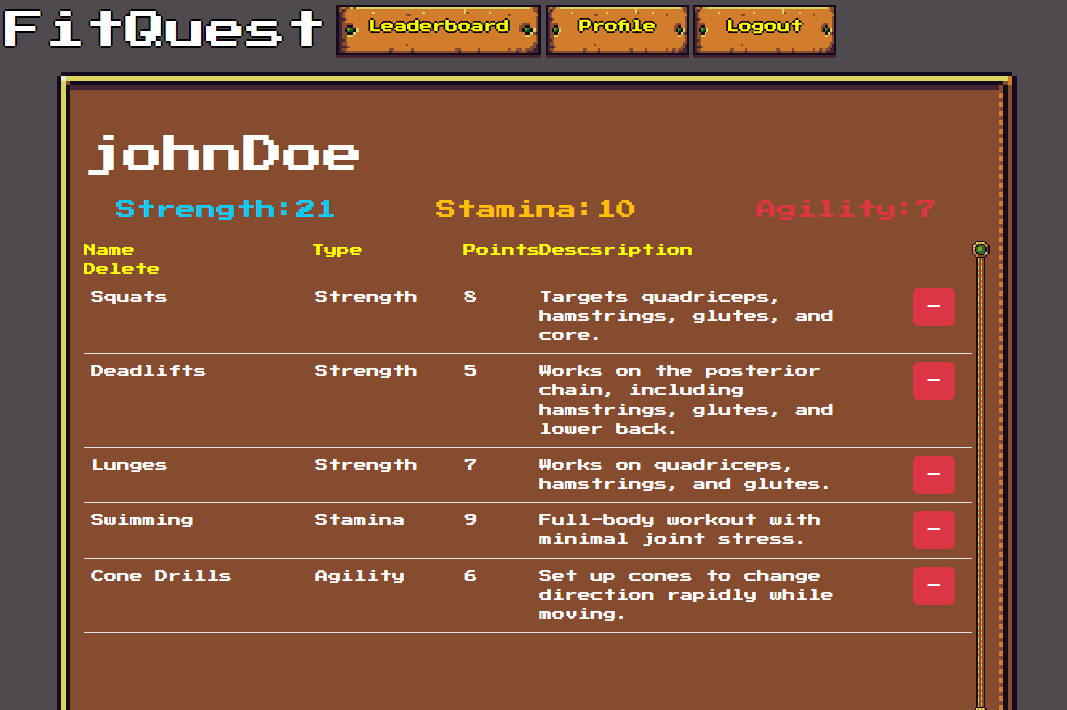 FitQuest Leaderboard Profile Logout
johnDoe
Strength:21 Stamina:10 Agility:7
Name Type PointsDescsription
Delete
Squats Strength 8 Targets quadriceps,
hamstrings, glutes, and
core.
Deadlifts Strength 5 Works on the posterior
chain, including
hamstrings, glutes, and
lower back.
Lunges Strength 7 Works on quadriceps,
hamstrings, and glutes.
Swimming Stamina 9 Full-body workout with
minimal joint stress.
Cone Drills Agility 6 Set up cones to change
direction rapidly while
moving.